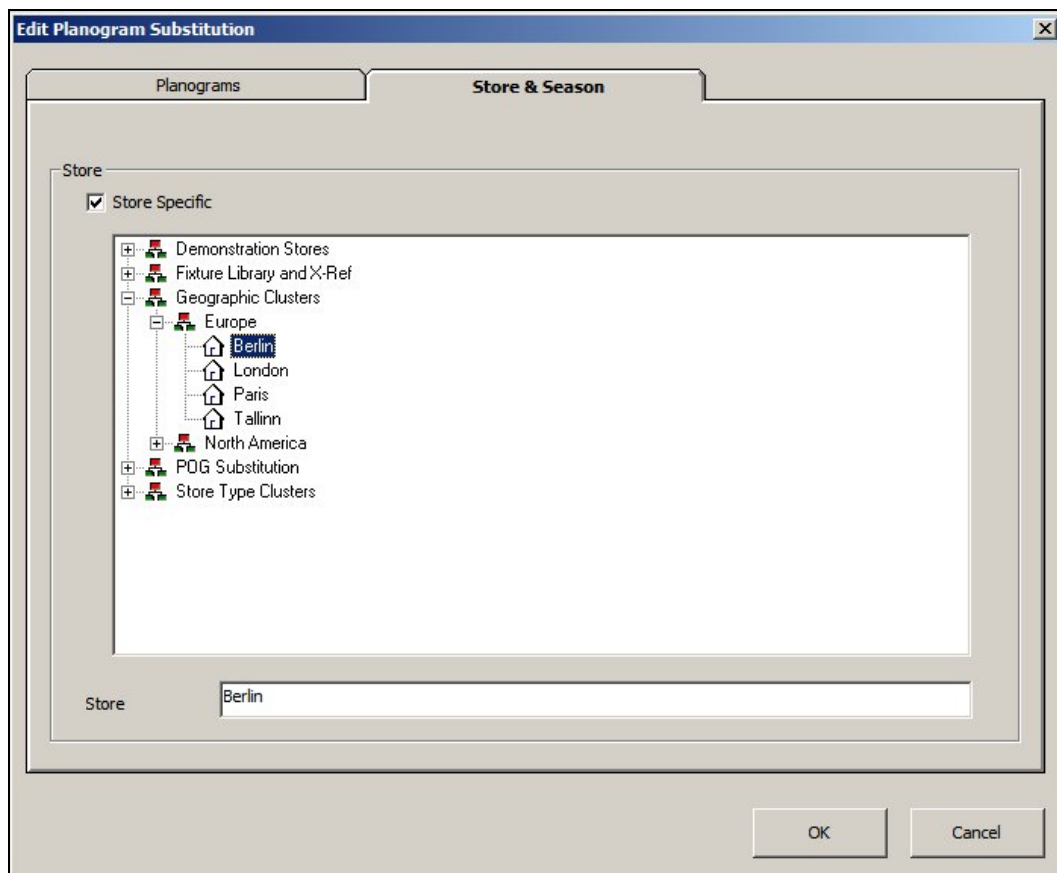 Edit Planogram Substitution
Planograms
Store & Season
Store
Store Specific
Demonstration Stores
Fixture Library and X-Ref
Geographic Clusters
Europe
Berlin
London
Paris
Tallinn
North America
POG Substitution
Store Type Clusters
Store
Berlin
OK
Cancel